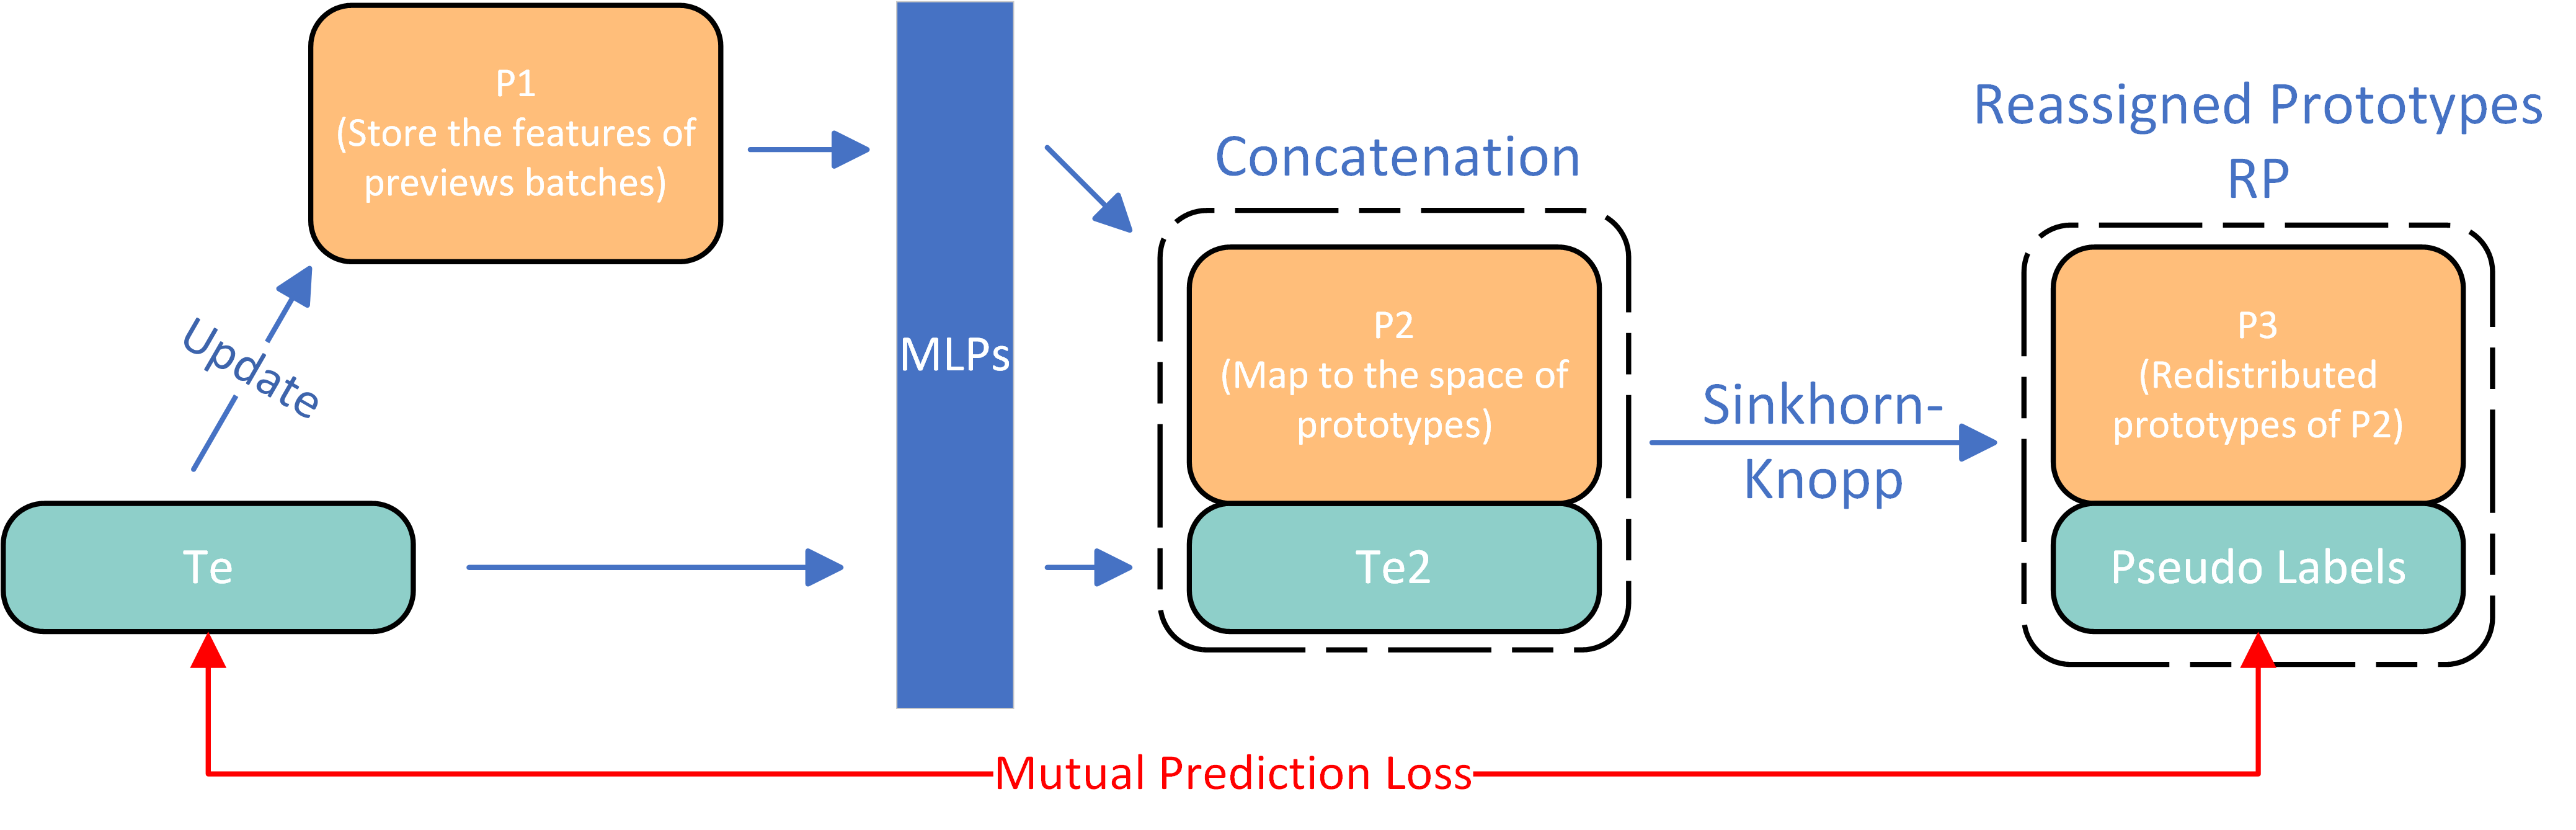 P1
(Store the features of
previews batches)
Update
Te
MLPs
Concatenation
P2
(Map to the space of
prototypes)
Te2
Sinkhorn-
Knopp
Reassigned Prototypes
RP
P3
(Redistributed
prototypes of P2)
Pseudo Labels
Mutual Prediction Loss